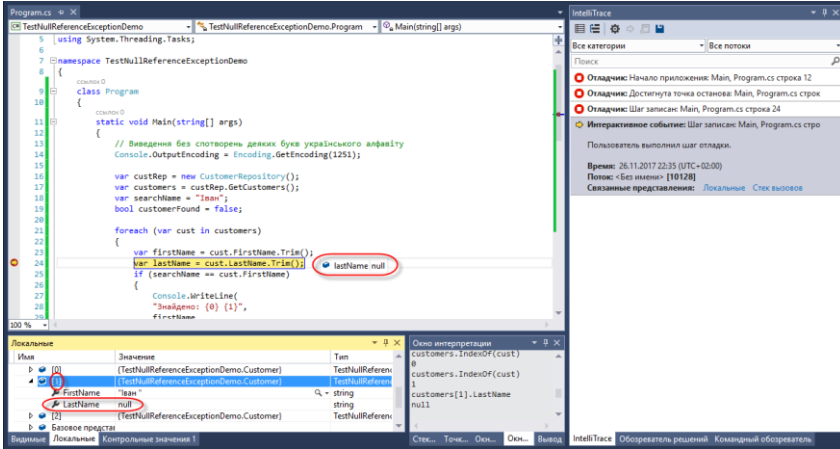 Program.cs
TestNullReferenceExceptionDemo TestNullReferenceExceptionDemo.Program Main(string[] args)
5 using System.Threading.Tasks;
6
7 namespace TestNullReferenceExceptionDemo
8 {
ссылок: 0
9 class Program
10 {
ссылок: 0
11 static void Main(string[] args)
12 {
13 // Виведення без спотворень деяких букв українського алфавіту
14 Console.OutputEncoding = Encoding.GetEncoding(1251);
15
16 var custRep = new CustomerRepository();
17 var customers = custRep.GetCustomers();
18 var searchName = "Іван";
19 bool customerFound = false;
20
21 foreach (var cust in customers)
22 {
23 var firstName = cust.FirstName.Trim();
24 var lastName = cust.LastName.Trim(); lastName null
25 if (searchName == cust.FirstName)
26 {
27 Console.WriteLine(
28 "Знайдено: {0} {1}",
29 firstName
100 %
Локальные
Имя Значение Тип
[0] {TestNullReferenceExceptionDemo.Customer} TestNullReferenc
[1] {TestNullReferenceExceptionDemo.Customer} TestNullReferenc
FirstName "Іван " string
LastName null string
[2] {TestNullReferenceExceptionDemo.Customer} TestNullReferenc
Базовое предста
Видимые Локальные Контрольные значения 1
Окно интерпретации
customers.IndexOf(cust)
0
customers.IndexOf(cust)
1
customers[1].LastName
null
Стек... Точк... Окн... Окн... Вывод
IntelliTrace
Все категории Все потоки
Поиск
Отладчик: Начало приложения: Main, Program.cs строка 12
Отладчик: Достигнута точка останова: Main, Program.cs строк
Отладчик: Шаг записан: Main, Program.cs строка 24
Интерактивное событие: Шаг записан: Main, Program.cs стро
Пользователь выполнил шаг отладки.
Время: 26.11.2017 22:35 (UTC+02:00)
Поток: <Без имени> [10128]
Связанные представления: Локальные Стек вызовов
IntelliTrace Обозреватель решений Командный обозреватель